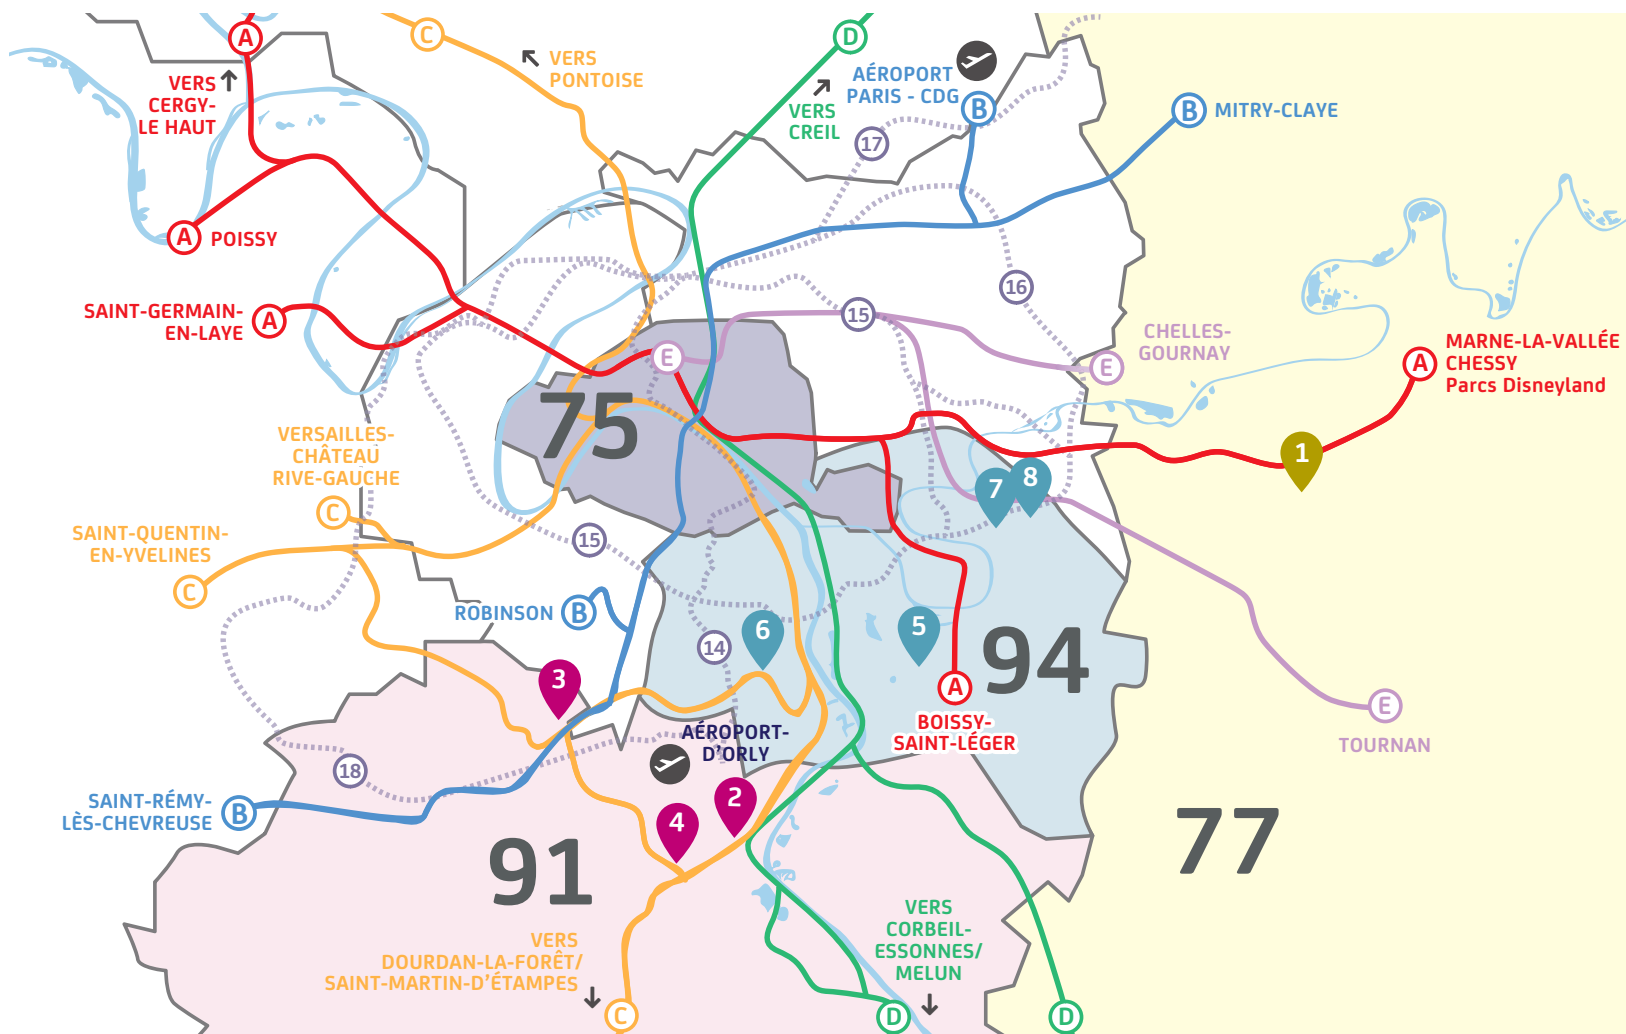 A
VERS
CERGY-
LE HAUT
C
VERS
PONTOISE
D
VERS
CREIL
AÉROPORT
PARIS - CDG
B
B
MITRY-CLAYE
17
A
POISSY
SAINT-GERMAIN-
EN-LAYE
A
16
15
E
CHELLES-
GOURNAY
E
A
MARNE-LA-VALLÉE
CHESSY
Parcs Disneyland
75
VERSAILLES-
CHÂTEAU
RIVE-GAUCHE
C
1
7
8
SAINT-QUENTIN-
EN-YVELINES
C
15
ROBINSON
B
6
5
14
94
3
A
BOISSY-
SAINT-LÉGER
E
TOURNAN
AÉROPORT-
D'ORLY
18
SAINT-RÉMY-
LÈS-CHEVREUSE
B
2
4
91
77
VERS
DOURDAN-LA-FORÊT/
SAINT-MARTIN-D'ÉTAMPES
C
VERS
CORBEIL-
ESSONNES/
MELUN
D
D